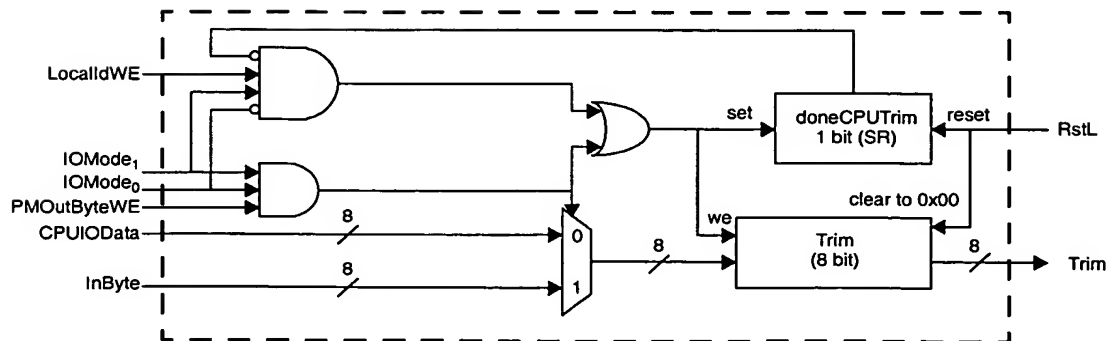 LocalIdWE
IOMode1
IOMode0
PMOutByteWE
CPUIOData
InByte
8
8
0
1
set
doneCPUTrim
1 bit (SR)
reset
RstL
clear to 0x00
we
8
Trim
(8 bit)
8
Trim